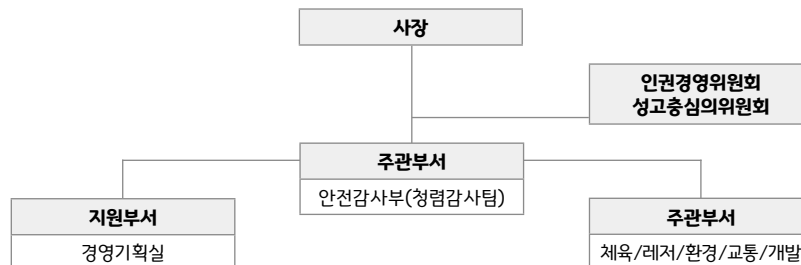 사장
인권경영위원회
성고충심의위원회
주관부서
안전감사부(청렴감사팀)
지원부서
경영기획실
주관부서
체육/레저/환경/교통/개발